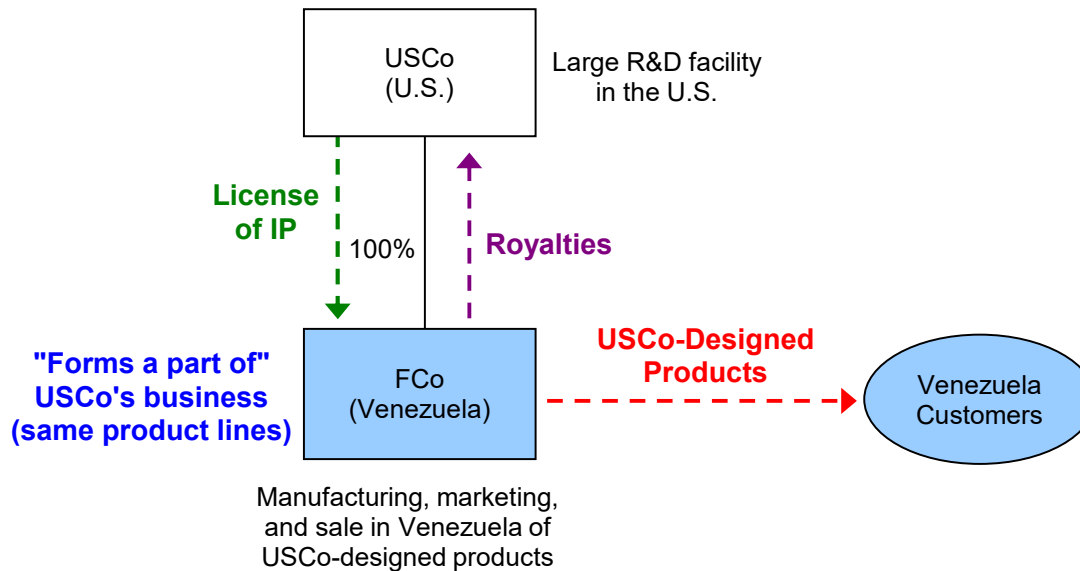 USCo
(U.S.)
Large R&D facility
in the U.S.
License
of IP
100%
Royalties
"Forms a part of"
USCo's business
(same product lines)
FCo
(Venezuela)
USCo-Designed
Products
Venezuela
Customers
Manufacturing, marketing,
and sale in Venezuela of
USCo-designed products